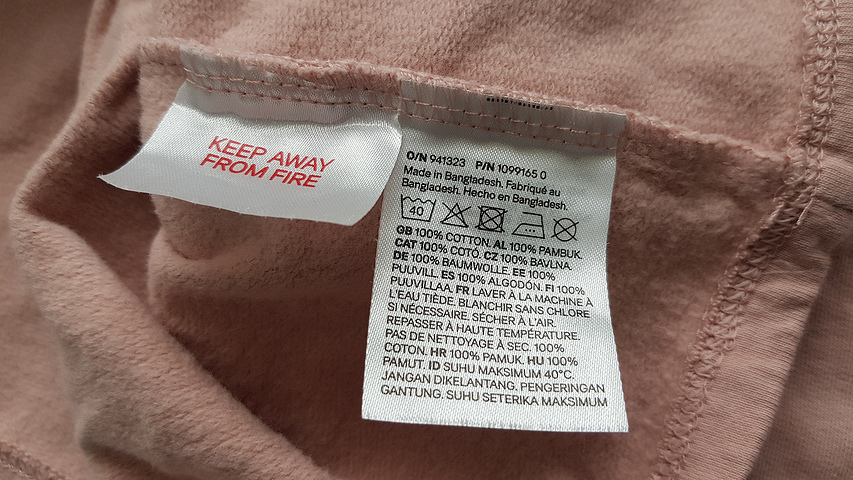 KEEP AWAY
FROM FIRE
O/N 941323 P/N 1099165 0
Made in Bangladesh. Fabriqué au
Bangladesh. Hecho en Bangladesh.
40
GB 100% COTTON. AL 100% PAMBUK.
CAT 100% COTÓ. CZ 100% BAVLNA.
DE 100% BAUMWOLLE. EE 100%
PUUVILL. ES 100% ALGODÓN. FI 100%
PUUVILLAA. FR LAVER À LA MACHINE À
L'EAU TIÈDE. BLANCHIR SANS CHLORE
SI NÉCESSAIRE. SÉCHER À L'AIR.
REPASSER À HAUTE TEMPÉRATURE.
PAS DE NETTOYAGE À SEC. 100%
COTON. HR 100% PAMUK. HU 100%
PAMUT. ID SUHU MAKSIMUM 40°C.
JANGAN DIKELANTANG. PENGERINGAN
GANTUNG. SUHU SETERIKA MAKSIMUM